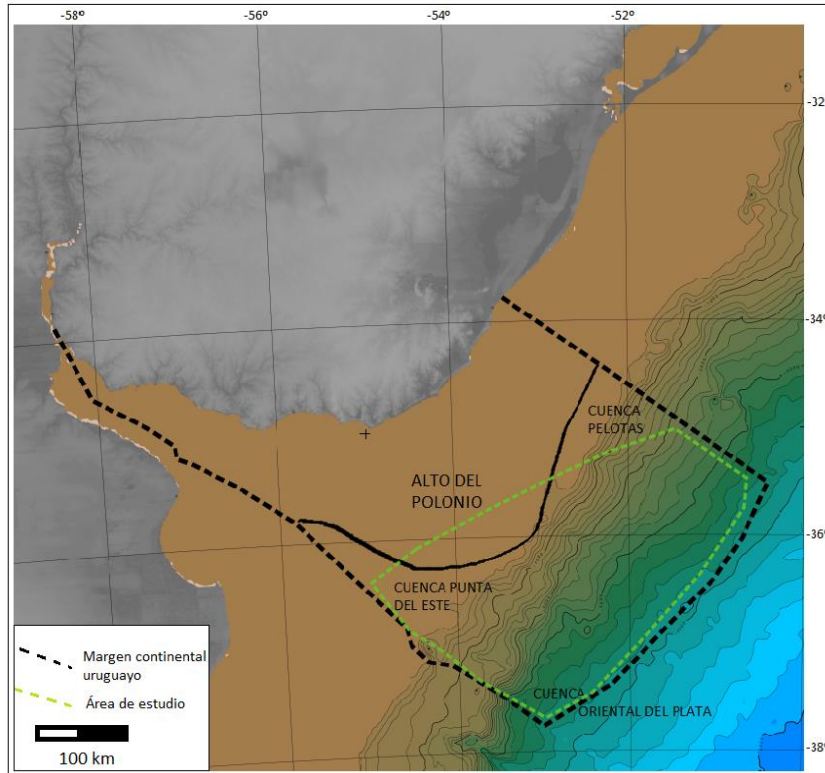 -58º
-56º
-54º
-52º
-32º
-34º
-36º
-38º
CUENCA
PELOTAS
ALTO DEL
POLONIO
CUENCA PUNTA
DEL ESTE
CUENCA
ORIENTAL DEL PLATA
Margen continental
uruguayo
Área de estudio
100 km